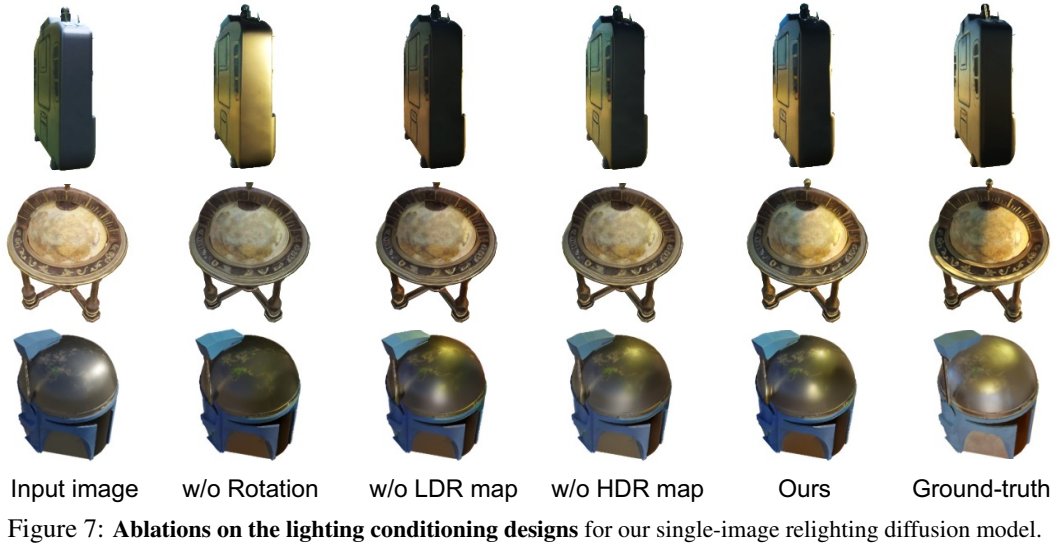 Input image w/o Rotation w/o LDR map w/o HDR map Ours Ground-truth
Figure 7: Ablations on the lighting conditioning designs for our single-image relighting diffusion model.